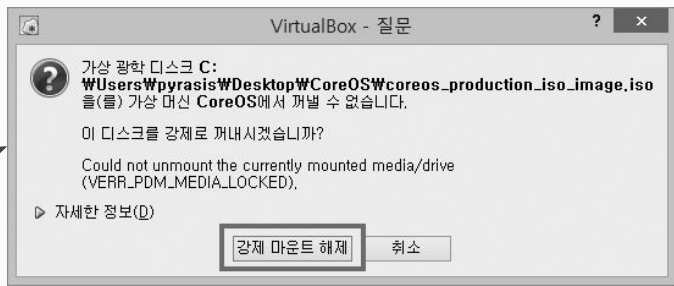 VirtualBox - 질문
? ×
가상 광학 디스크 C:
₩Users₩pyrasis₩Desktop₩CoreOS₩coreos_production_iso_image.iso
을(를) 가상 머신 CoreOS에서 꺼낼 수 없습니다.
이 디스크를 강제로 꺼내시겠습니까?
Could not unmount the currently mounted media/drive
(VERR_PDM_MEDIA_LOCKED).
자세한 정보(D)
강제 마운트 해제 취소